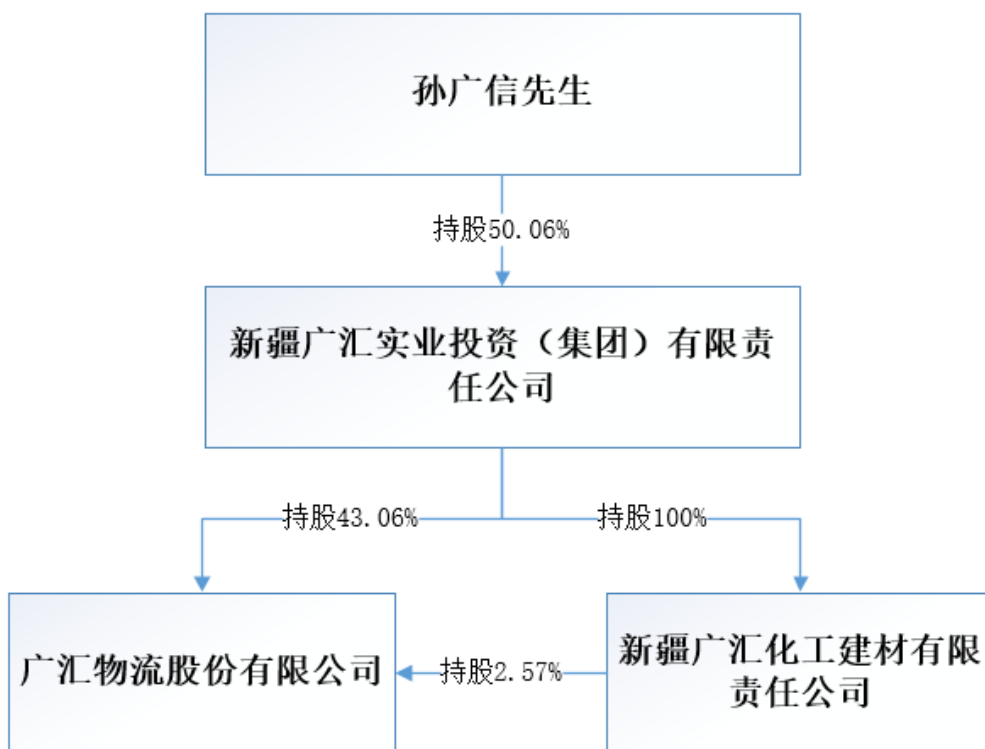 孙广信先生
持股50.06%
新疆广汇实业投资（集团）有限责
任公司
持股43.06%
持股100%
广汇物流股份有限公司
持股2.57%
新疆广汇化工建材有限
责任公司